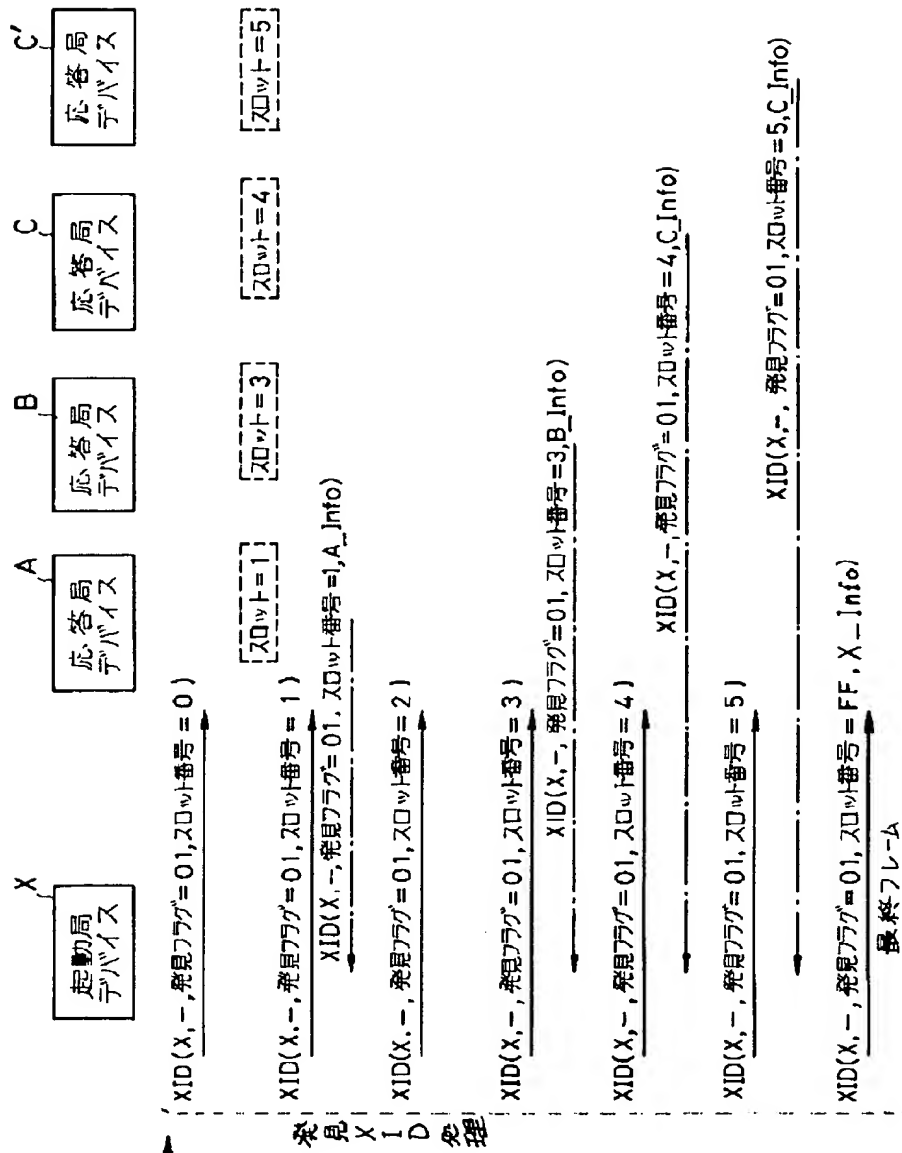 X
A
B
C
C'
起動局
デバイス
応答局
デバイス
応答局
デバイス
応答局
デバイス
応答局
デバイス
XID(X,-,発見フラグ=01,スロット番号=0)
スロット=1
スロット=3
スロット=4
スロット=5
XID(X,-,発見フラグ=01,スロット番号=1)
XID(X,-,発見フラグ=01,スロット番号=1,A_Info)
XID(X,-,発見フラグ=01,スロット番号=2)
XID(X,-,発見フラグ=01,スロット番号=3)
XID(X,-,発見フラグ=01,スロット番号=3,B_Info)
XID(X,-,発見フラグ=01,スロット番号=4)
XID(X,-,発見フラグ=01,スロット番号=4,C_Info)
XID(X,-,発見フラグ=01,スロット番号=5)
XID(X,-,発見フラグ=01,スロット番号=5,C_Info)
XID(X,-,発見フラグ=01,スロット番号=FF,X_Info)
最終フレーム
発見XID処理